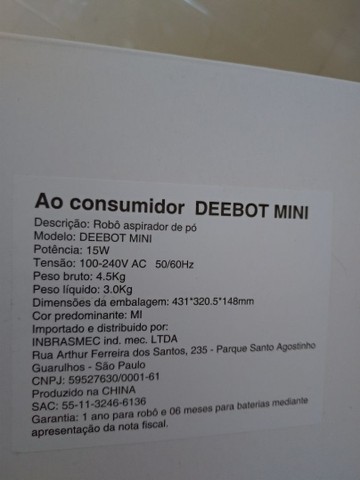 Ao consumidor DEEBOT MINI
Descrição: Robô aspirador de pó
Modelo: DEEBOT MINI
Potência: 15W
Tensão: 100-240V AC 50/60Hz
Peso bruto: 4.5Kg
Peso líquido: 3.0Kg
Dimensões da embalagem: 431*320.5*148mm
Cor predominante: MI
Importado e distribuido por:
INBRASMEC ind. mec. LTDA
Rua Arthur Ferreira dos Santos, 235 - Parque Santo Agostinho
Guarulhos - São Paulo
CNPJ: 59527630/0001-61
Produzido na CHINA
SAC: 55-11-3246-6136
Garantia: 1 ano para robô e 06 meses para baterias mediante
apresentação da nota fiscal.